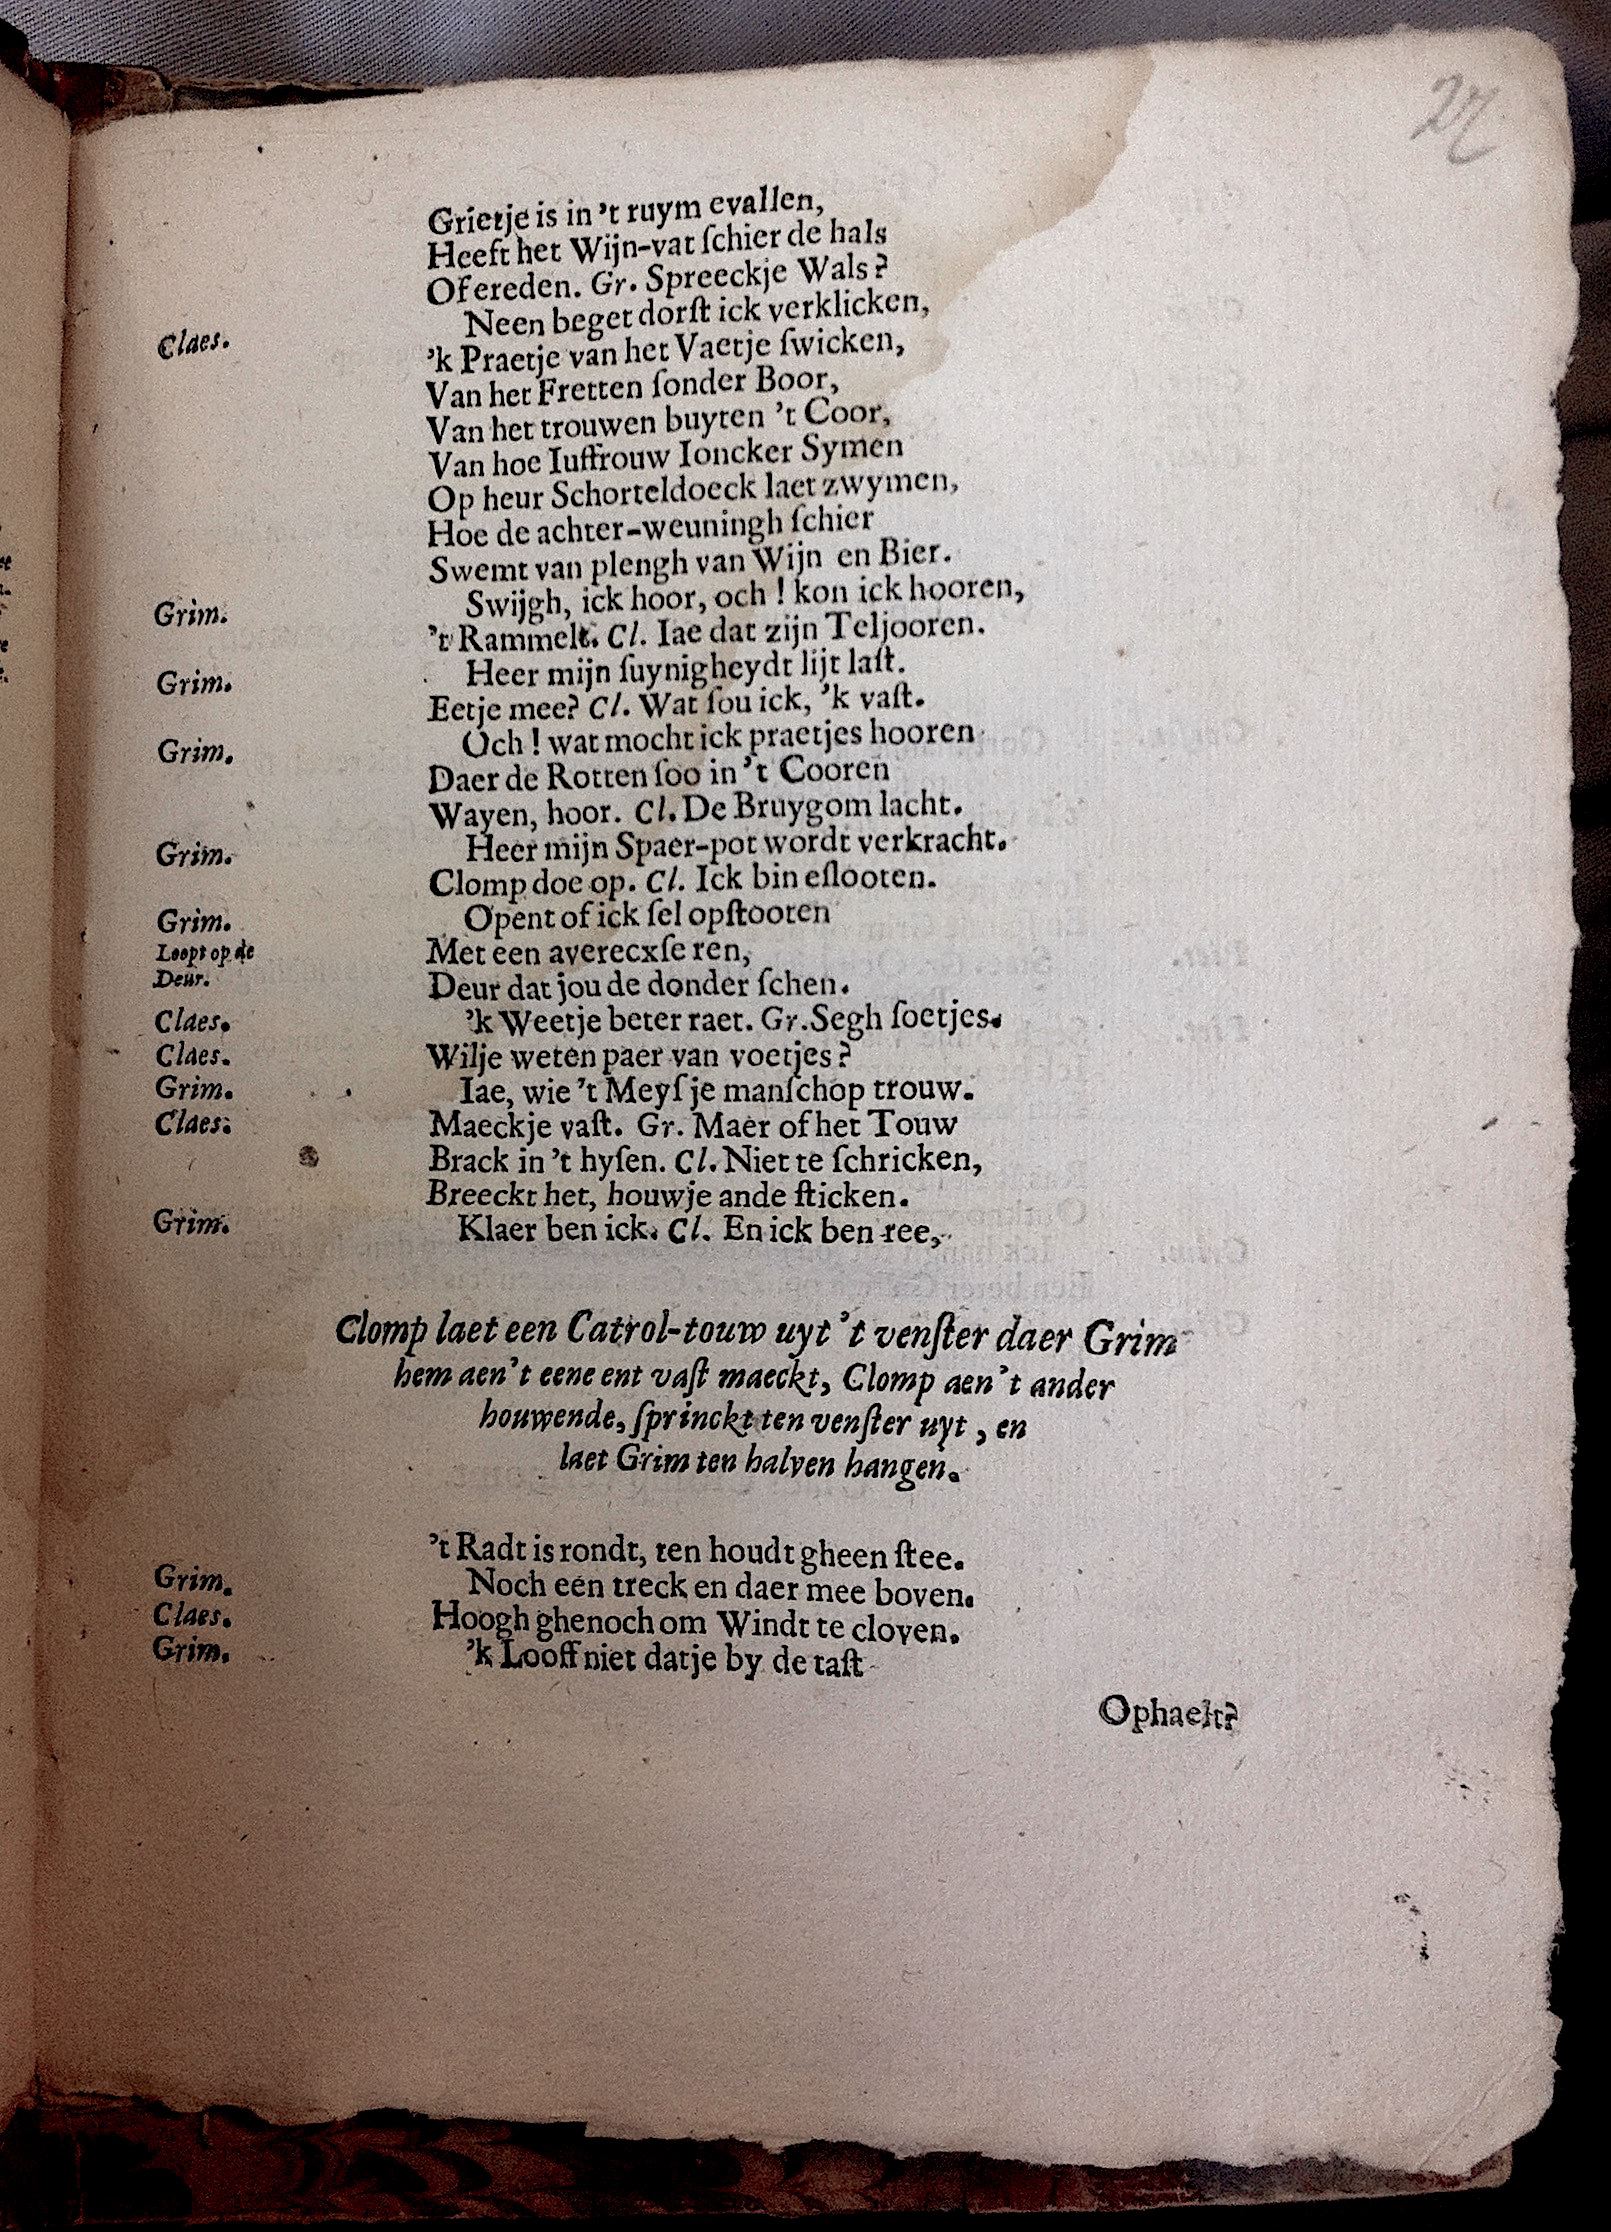 27
Grietje is in 't ruym evallen,
Heeft het Wijn-vat ſchier de hals
Of ereden. Gr. Spreeckje Wals?
Claes. Neen beget dorſt ick verklicken,
'k Praetje van het Vaetje ſwicken,
Van het Fretten ſonder Boor,
Van het trouwen buyten 't Coor,
Van hoe Iuffrouw Ioncker Symen
Op heur Schorteldoeck laet zwymen,
Hoe de achter-weuningh ſchier
Swemt van plengh van Wijn en Bier.
Grim. Swijgh, ick hoor, och! kon ick hooren,
't Rammelt. Cl. Iae dat zijn Teljooren.
Grim. Heer mijn ſuynigheydt lijt laſt.
Eetje mee? Cl. Wat ſou ick, 'k vaſt.
Grim. Och! wat mocht ick praetjes hooren
Daer de Rotten ſoo in 't Cooren
Wayen, hoor. Cl. De Bruygom lacht.
Grim. Heer mijn Spaer-pot wordt verkracht.
Clomp doe op. Cl. Ick bin eſlooten.
Grim. Opent of ick ſel opſtooten
Loopt op de Met een averecxſe ren,
Deur. Deur dat jou de donder ſchen.
Claes. 'k Weetje beter raet. Gr. Segh ſoetjes.
Claes. Wilje weten paer van voetjes?
Grim. Iae, wie 't Meyſje manſchop trouw.
Claes. Maeckje vaſt. Gr. Maer of het Touw
Brack in 't hyſen. Cl. Niet te ſchricken,
Breeckt het, houwje ande ſticken.
Grim. Klaer ben ick. Cl. En ick ben ree,
Clomp laet een Catrol-touw uyt 't venſter daer Grim
hem aen 't eene ent vaſt maeckt, Clomp aen 't ander
houwende, ſprinckt ten venſter uyt, en
laet Grim ten halven hangen.
't Radt is rondt, ten houdt gheen ſtee.
Grim. Noch een treck en daer mee boven.
Claes. Hoogh ghenoch om Windt te cloven.
Grim. 'k Looff niet datje by de taſt
Ophaelt?